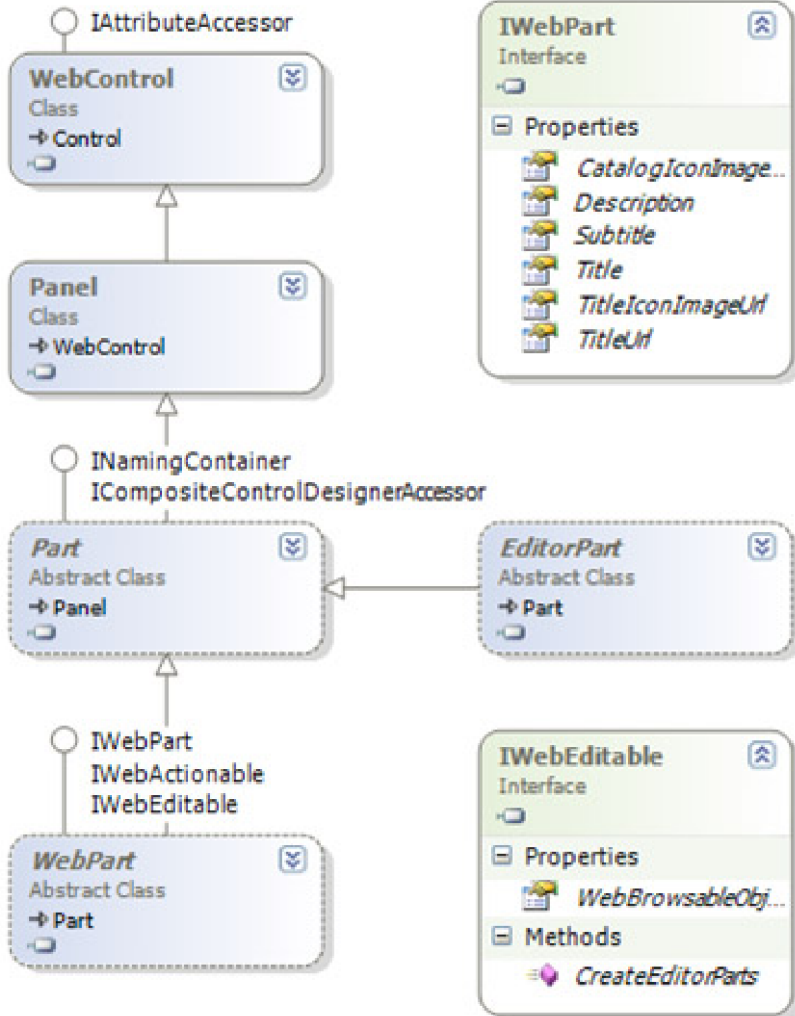 IAttributeAccessor
WebControl
Class
Control
Panel
Class
WebControl
INamingContainer
ICompositeControlDesignerAccessor
Part
Abstract Class
Panel
IWebPart
IWebActionable
IWebEditable
WebPart
Abstract Class
Part
IWebPart
Interface
Properties
CatalogIconImage...
Description
Subtitle
Title
TitleIconImageUrl
TitleUrl
EditorPart
Abstract Class
Part
IWebEditable
Interface
Properties
WebBrowsableObj...
Methods
CreateEditorParts